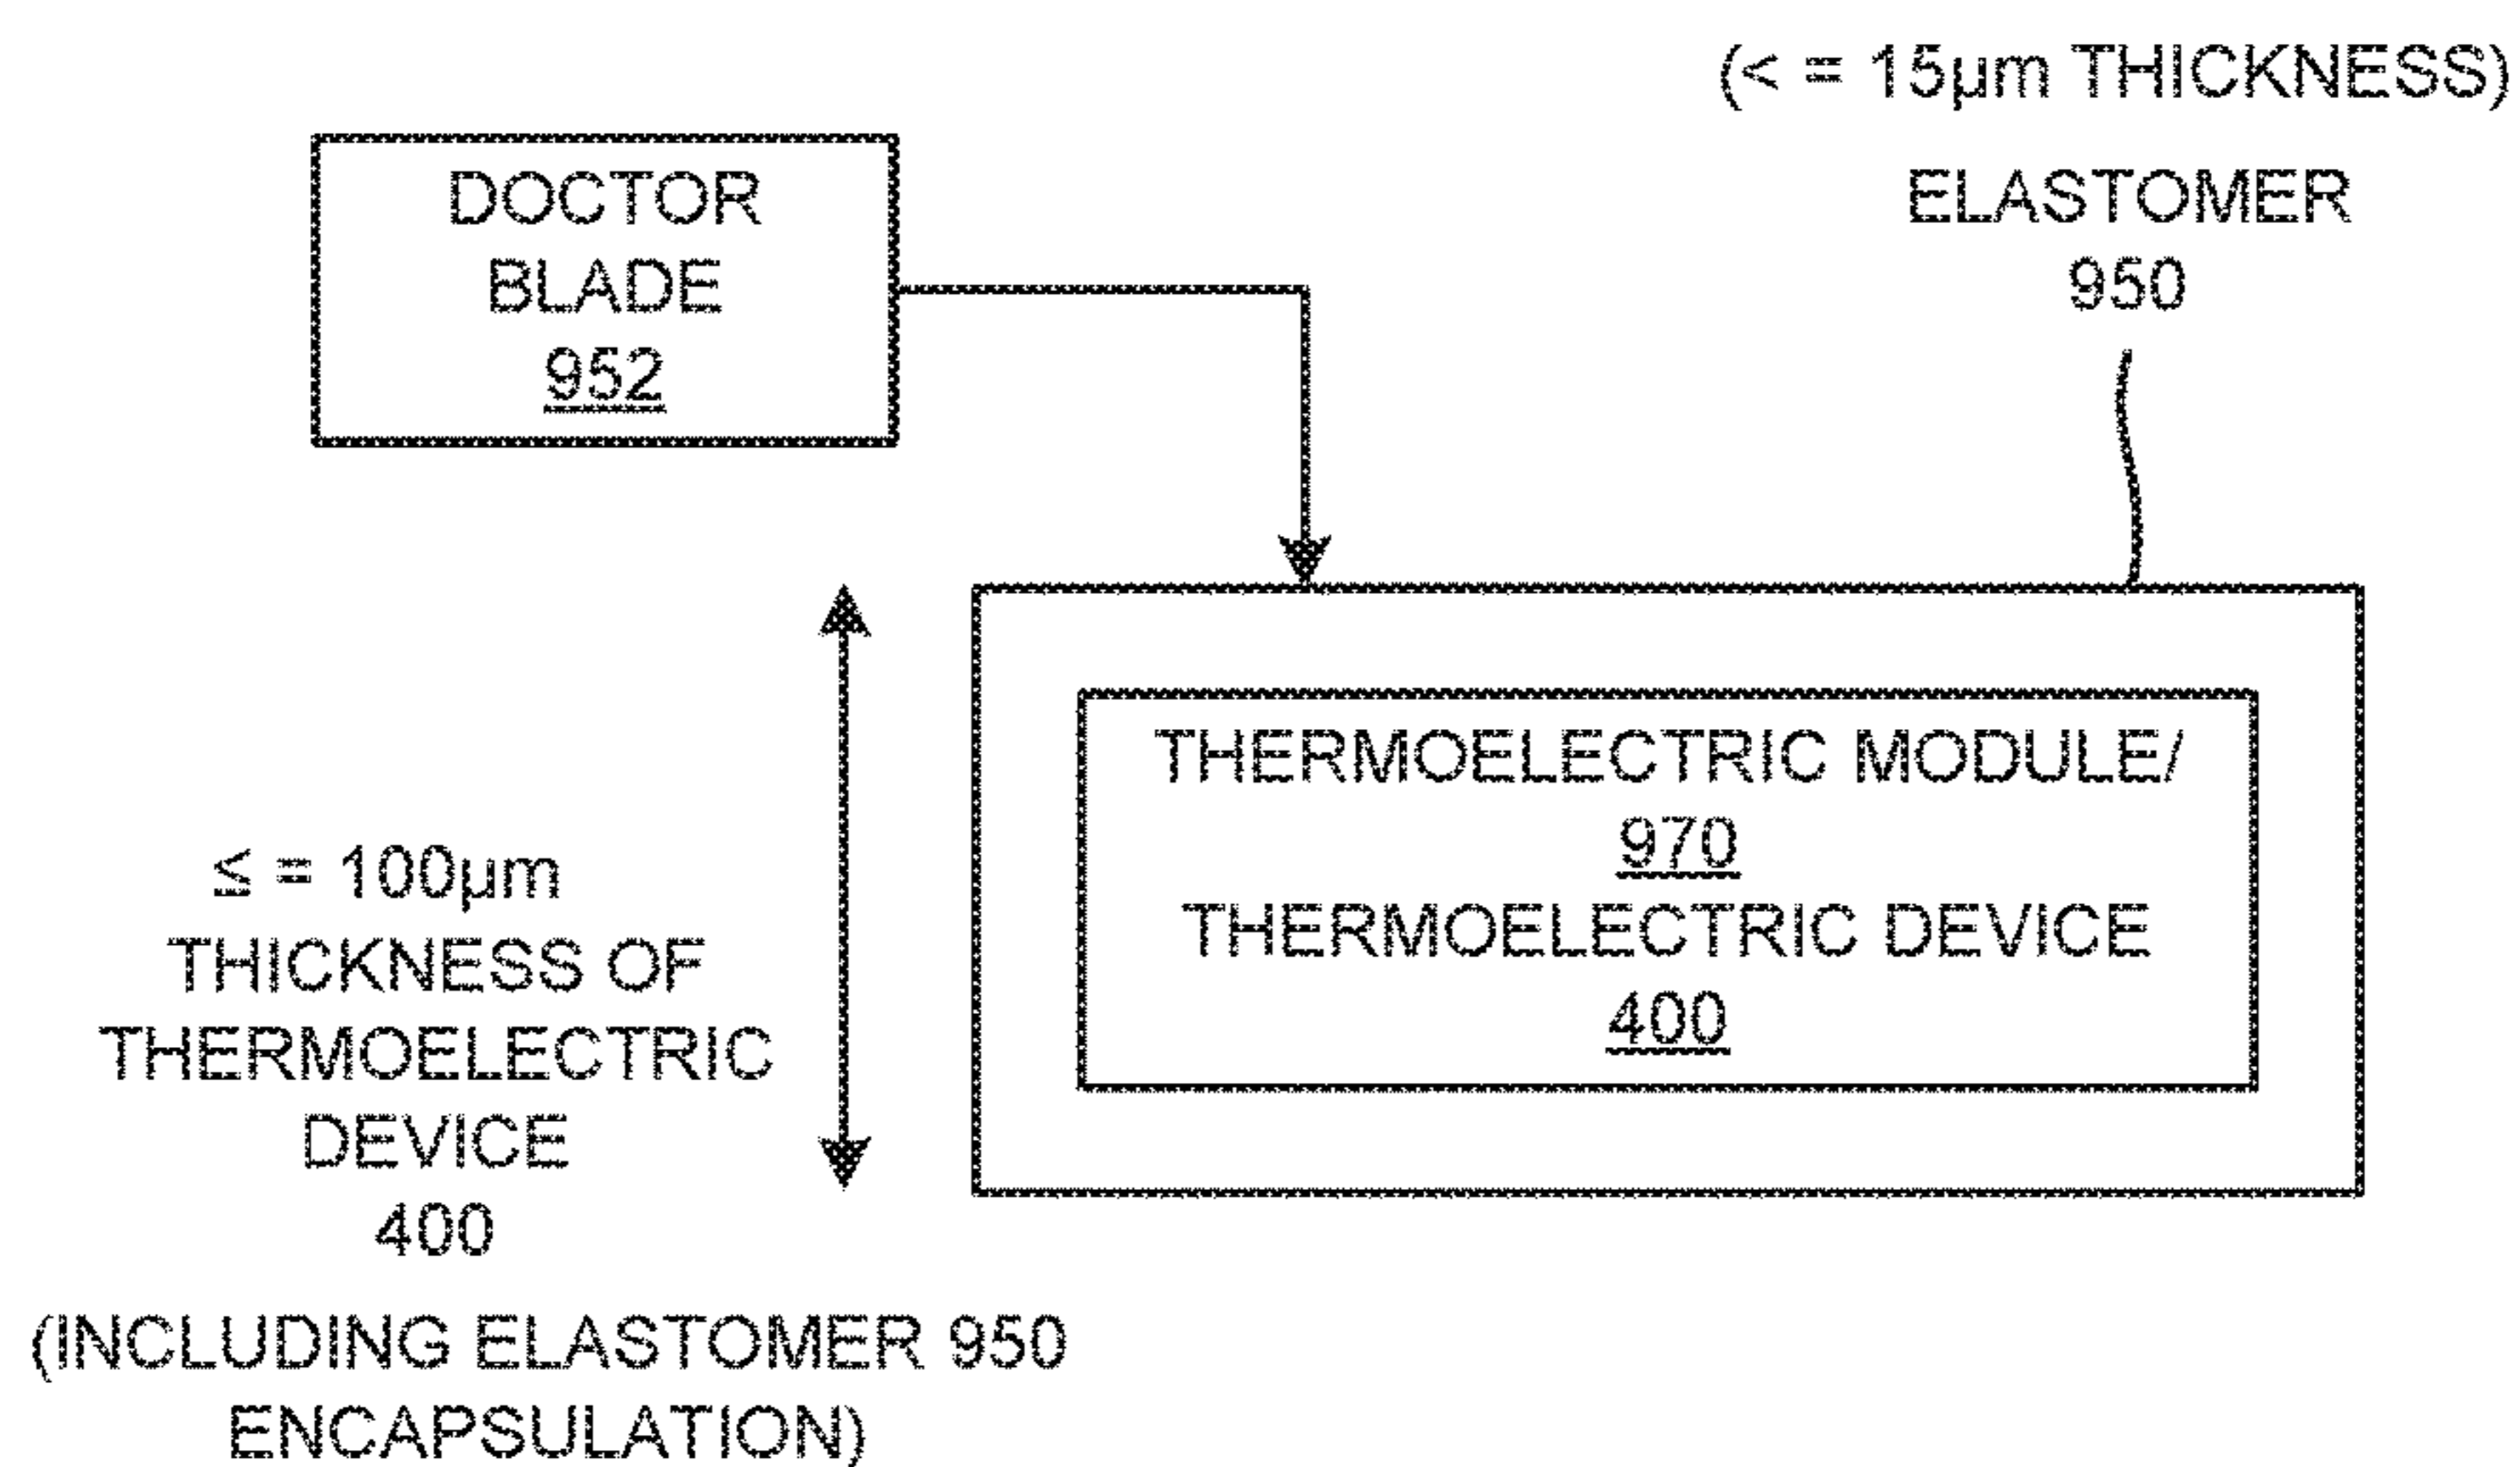 (< = 15µm THICKNESS)
ELASTOMER
950
DOCTOR
BLADE
952
THERMOELECTRIC MODULE/
970
THERMOELECTRIC DEVICE
400
≤ = 100µm
THICKNESS OF
THERMOELECTRIC
DEVICE
400
(INCLUDING ELASTOMER 950
ENCAPSULATION)